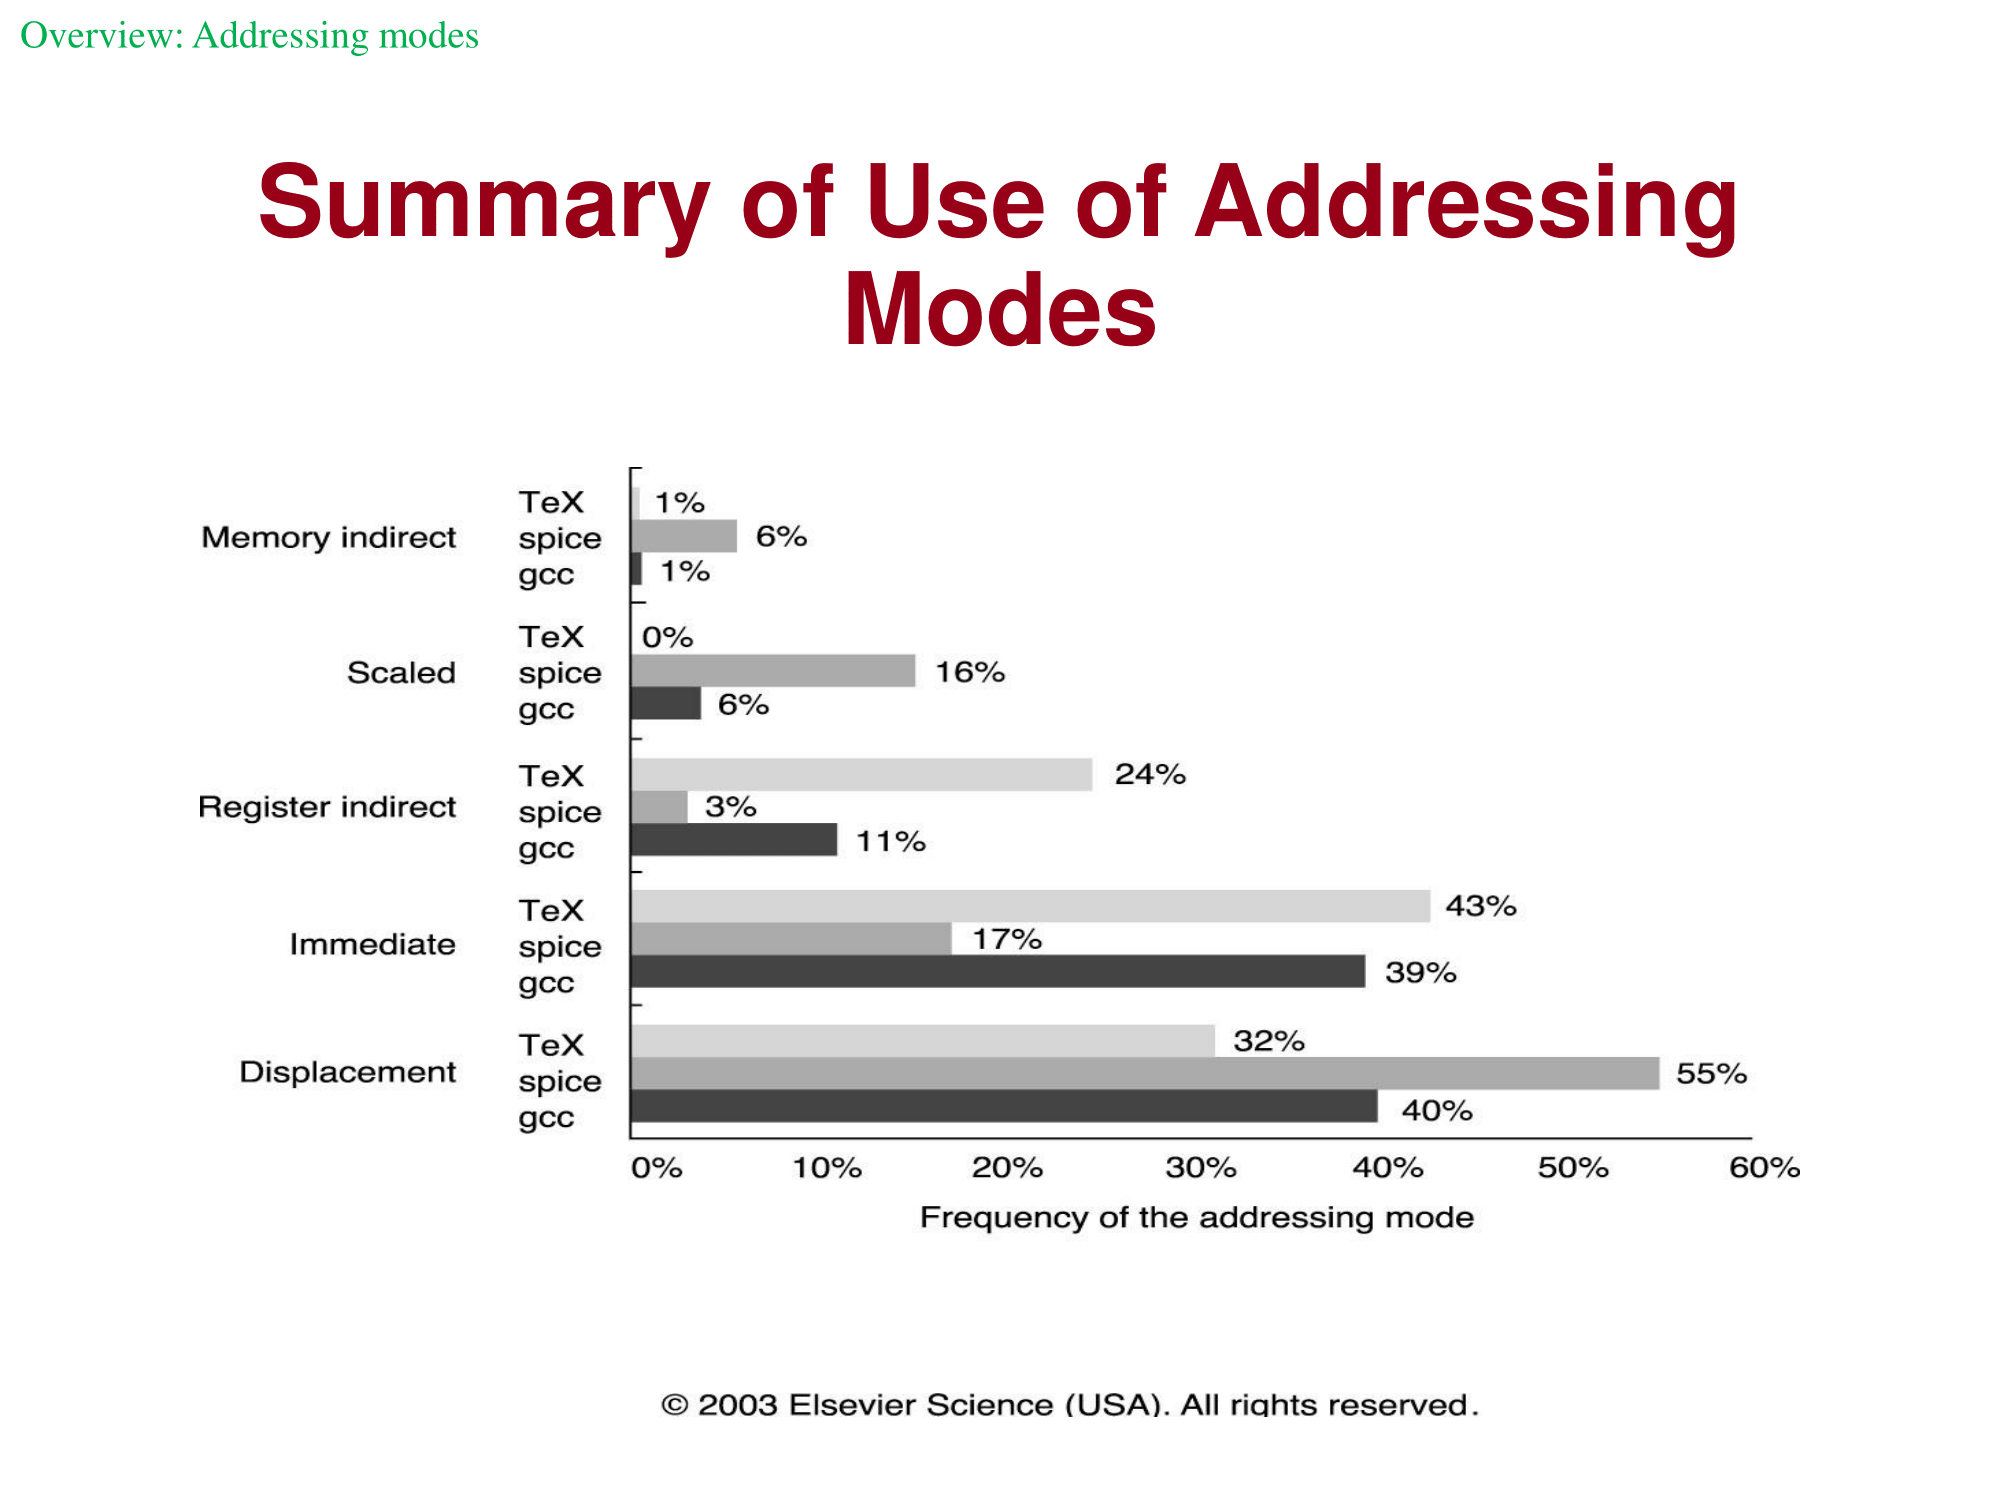 Overview: Addressing modes
Summary of Use of Addressing
Modes
Memory indirect
TeX 1%
spice 6%
gcc 1%
Scaled
TeX 0%
spice 16%
gcc 6%
Register indirect
TeX 24%
spice 3%
gcc 11%
Immediate
TeX 43%
spice 17%
gcc 39%
Displacement
TeX 32%
spice 55%
gcc 40%
0% 10% 20% 30% 40% 50% 60%
Frequency of the addressing mode
© 2003 Elsevier Science (USA). All rights reserved.